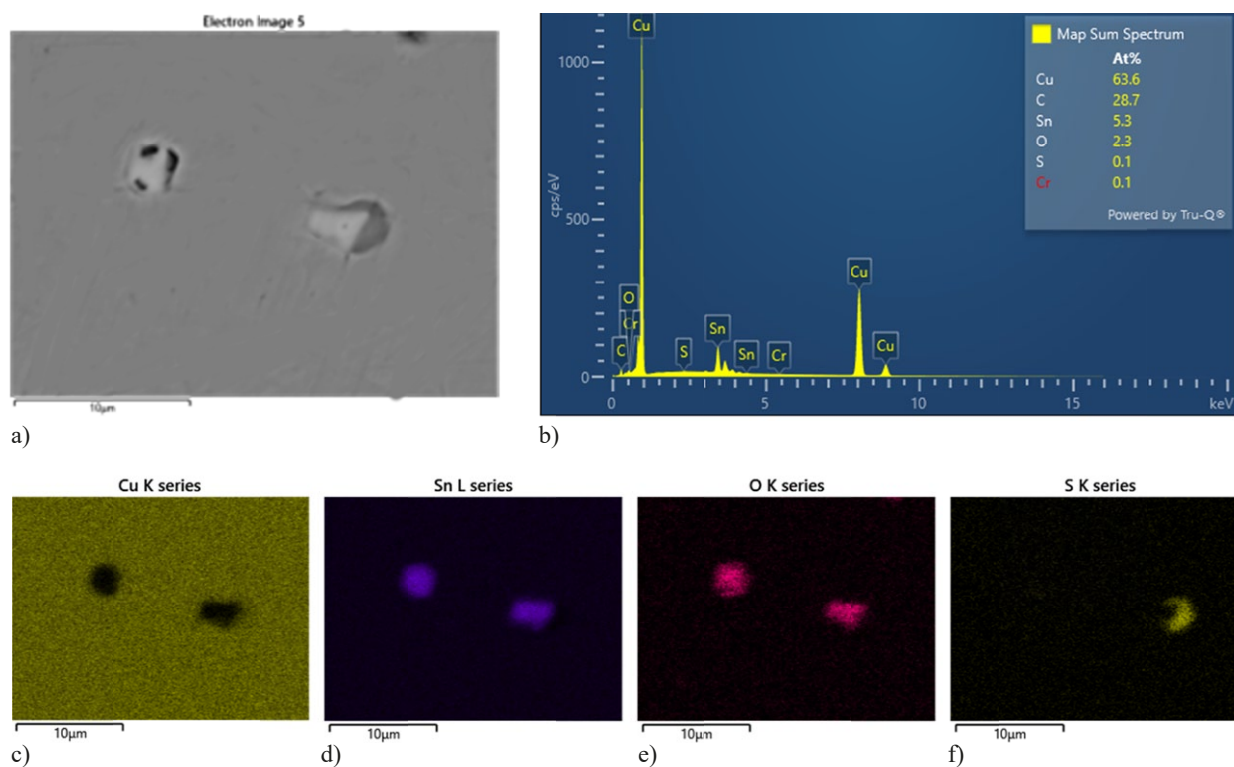 Electron Image 5
10µm
a)
1000
500
0
cps/eV
Cu
O
Cr
C
S
Sn
Sn
Cr
Cu
Cu
0
5
10
15
keV
Map Sum Spectrum
At%
Cu 63.6
C 28.7
Sn 5.3
O 2.3
S 0.1
Cr 0.1
Powered by Tru-Q®
b)
Cu K series
10µm
c)
Sn L series
10µm
d)
O K series
10µm
e)
S K series
10µm
f)